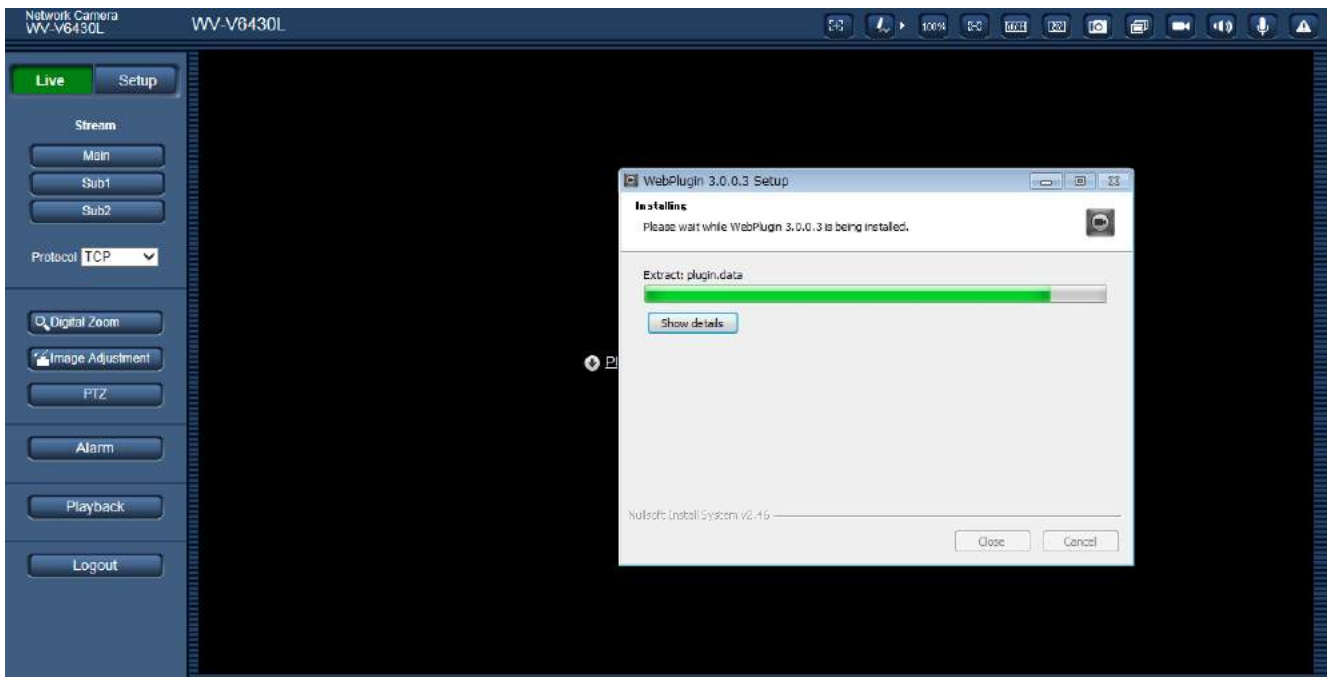 Network Camera
WV-V6430L
WV-V6430L
100%
Live
Setup
Stream
Main
Sub1
Sub2
Protocol TCP
Digital Zoom
Image Adjustment
PTZ
Alarm
Playback
Logout
WebPlugin 3.0.0.3 Setup
Installing
Please wait while WebPlugin 3.0.0.3 is being installed.
Extract: plugin.data
Show details
Nullsoft Install System v2.46
Close
Cancel